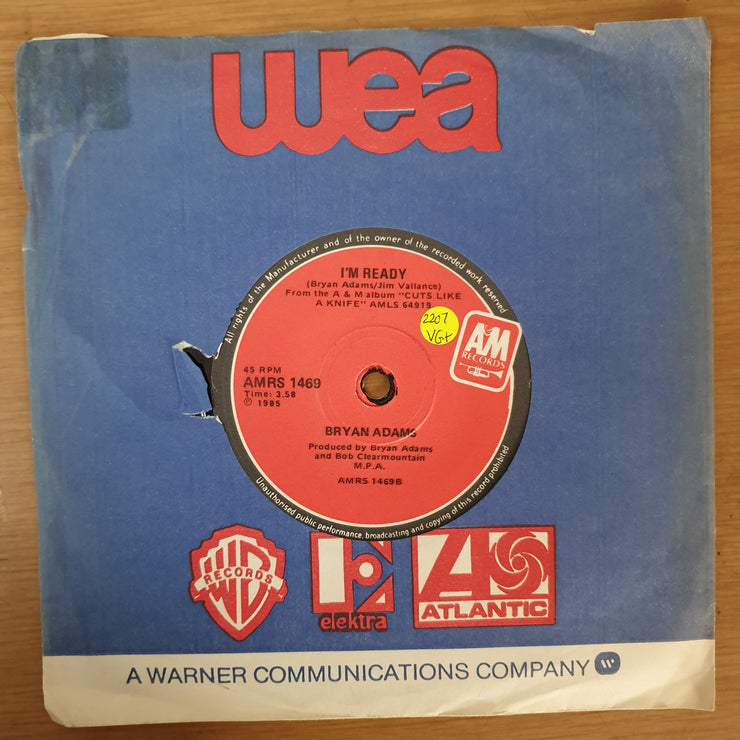 wea
All rights of the Manufacturer and of the owner of the recorded work reserved
I'M READY
(Bryan Adams/Jim Vallance)
From the A & M album "CUTS LIKE
A KNIFE" AMLS 64919
2207
VG+
A&M
RECORDS
45 RPM
AMRS 1469
Time: 3.58
℗ 1985
BRYAN ADAMS
Produced by Bryan Adams
and Bob Clearmountain
M.P.A.
AMRS 1469B
Unauthorised public performance, broadcasting and copying of this record prohibited
WB
RECORDS
elektra
A
ATLANTIC
A WARNER COMMUNICATIONS COMPANY